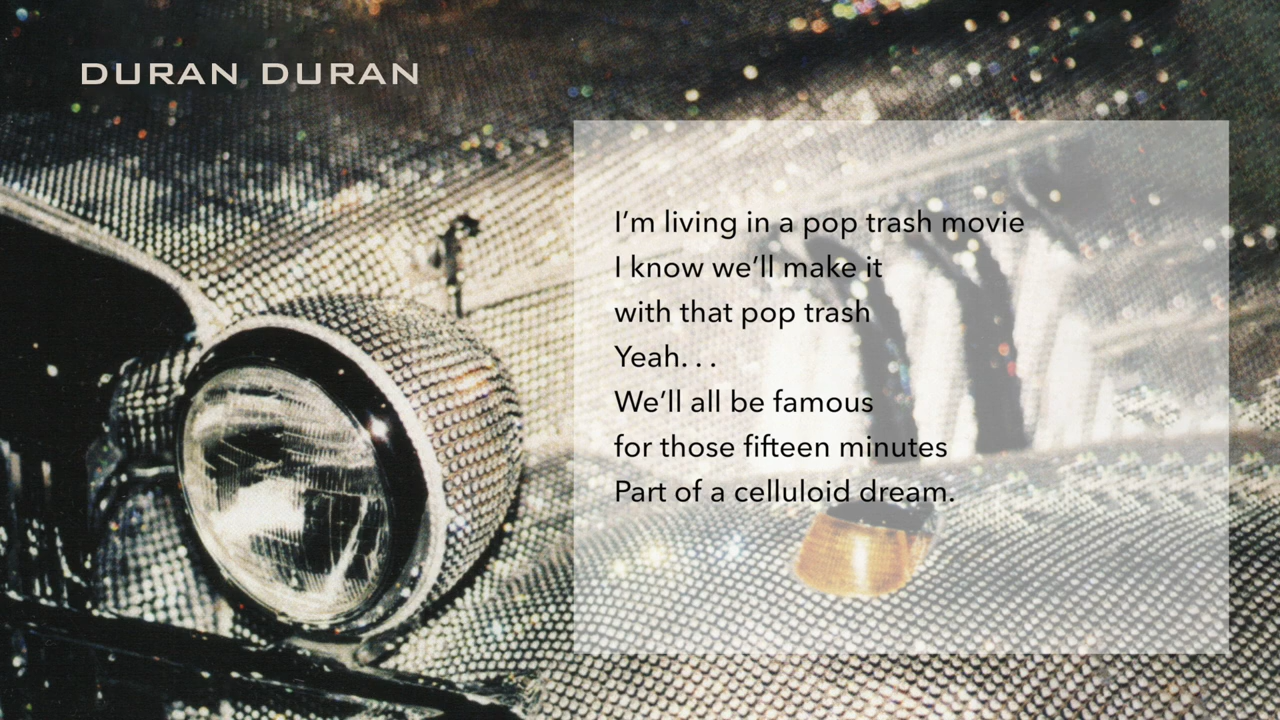 DURAN DURAN
I’m living in a pop trash movie
I know we’ll make it
with that pop trash
Yeah. . .
We’ll all be famous
for those fifteen minutes
Part of a celluloid dream.